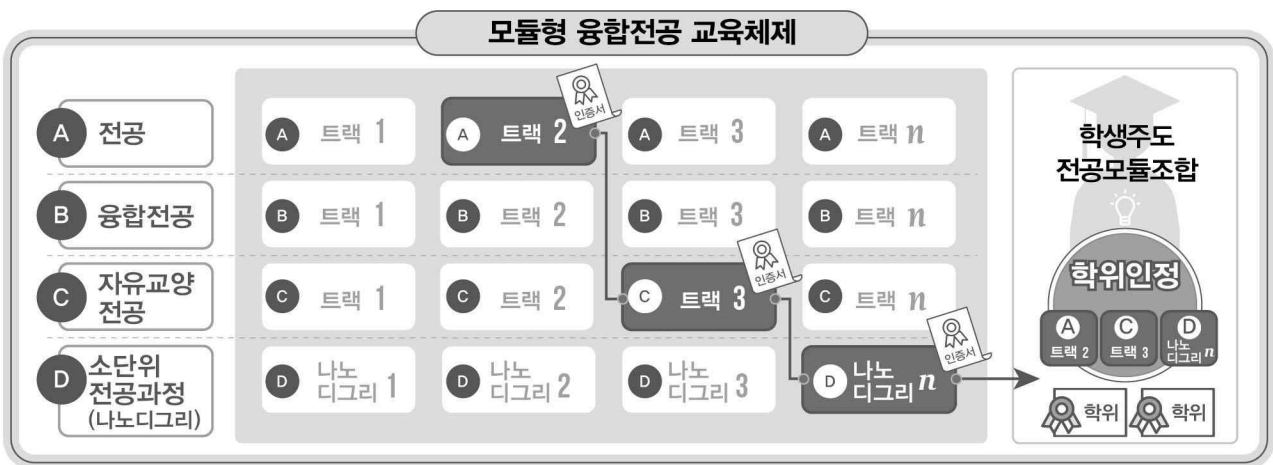 모듈형 융합전공 교육체제
A 전공
A 트랙 1
A 트랙 2
인증서
A 트랙 3
A 트랙 n
B 융합전공
B 트랙 1
B 트랙 2
B 트랙 3
B 트랙 n
C 자유교양
전공
C 트랙 1
C 트랙 2
C 트랙 3
인증서
C 트랙 n
D 소단위
전공과정
(나노디그리)
D 나노
디그리 1
D 나노
디그리 2
D 나노
디그리 3
D 나노
디그리 n
인증서
학생주도
전공모듈조합
학위인정
A
트랙 2
C
트랙 3
D
나노
디그리 n
학위
학위